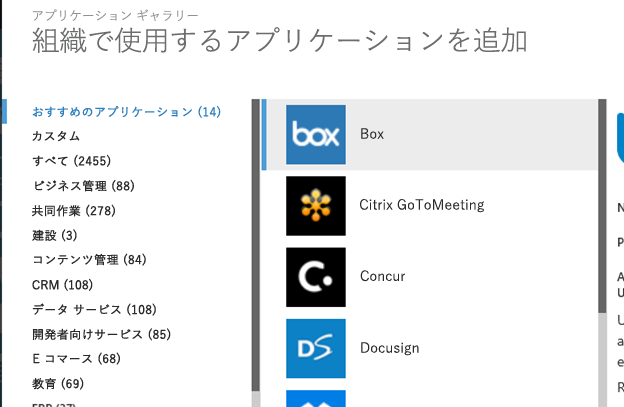 アプリケーション ギャラリー
組織で使用するアプリケーションを追加
おすすめのアプリケーション (14)
カスタム
すべて (2455)
ビジネス管理 (88)
共同作業 (278)
建設 (3)
コンテンツ管理 (84)
CRM (108)
データ サービス (108)
開発者向けサービス (85)
E コマース (68)
教育 (69)
box
Box
Citrix GoToMeeting
C.
Concur
DS
Docusign